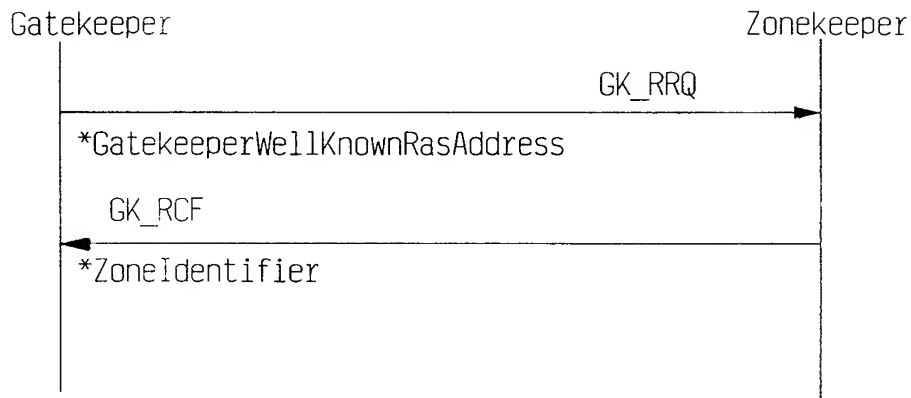 Gatekeeper
Zonekeeper
GK_RRQ
*GatekeeperWellKnownRasAddress
GK_RCF
*ZoneIdentifier